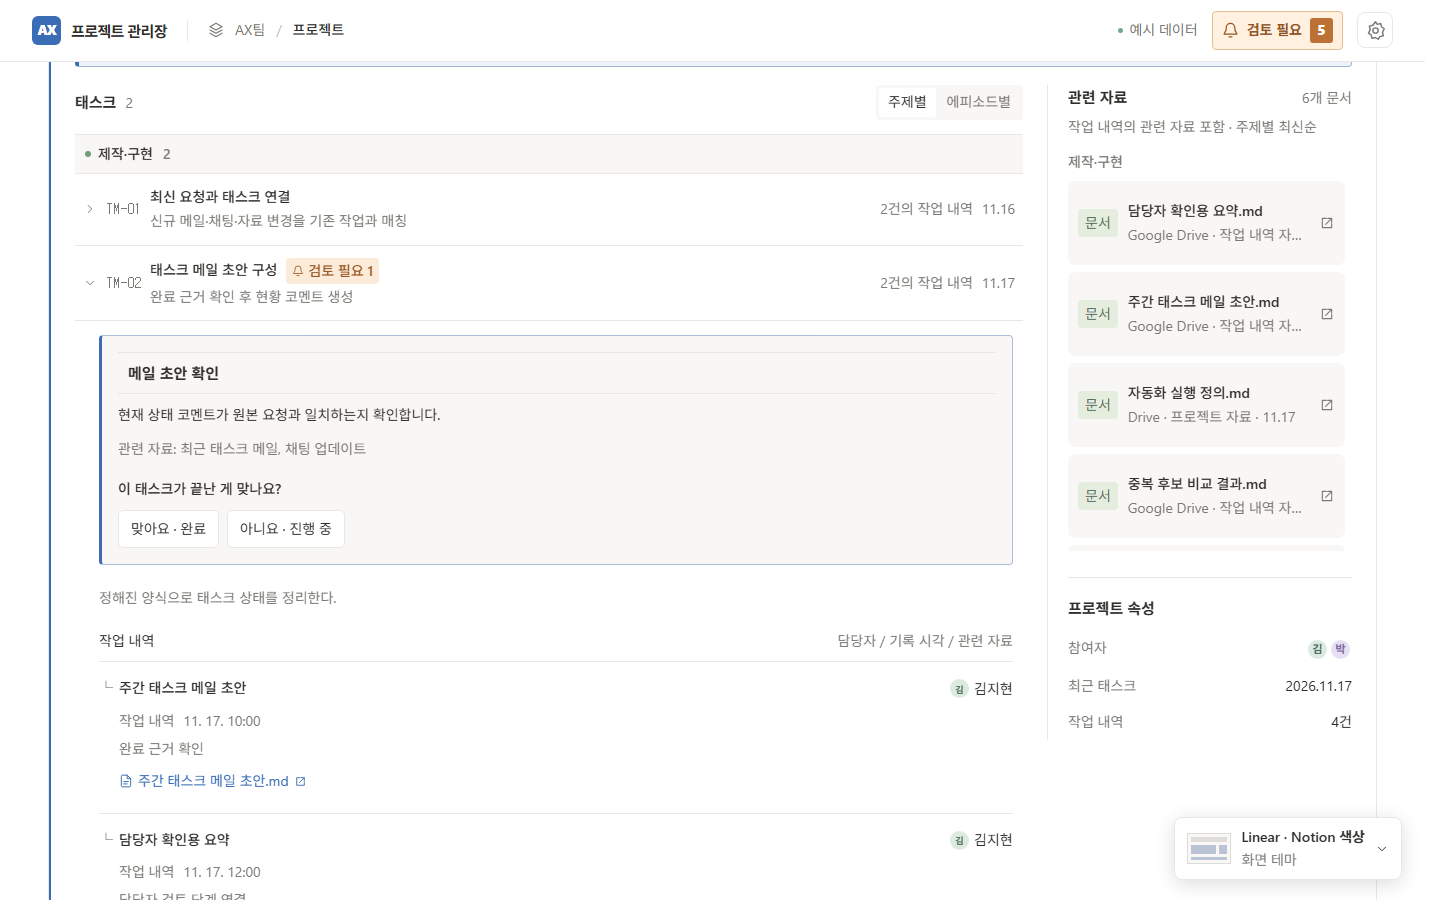 AX 프로젝트 관리장
AX팀 / 프로젝트
예시 데이터
검토 필요 5
태스크 2
주제별 에피소드별
제작·구현 2
TM-01 최신 요청과 태스크 연결
신규 메일·채팅·자료 변경을 기존 작업과 매칭
2건의 작업 내역 11.16
TM-02 태스크 메일 초안 구성 검토 필요 1
완료 근거 확인 후 현황 코멘트 생성
2건의 작업 내역 11.17
메일 초안 확인
현재 상태 코멘트가 원본 요청과 일치하는지 확인합니다.
관련 자료: 최근 태스크 메일, 채팅 업데이트
이 태스크가 끝난 게 맞나요?
맞아요 · 완료 아니요 · 진행 중
정해진 양식으로 태스크 상태를 정리한다.
작업 내역 담당자 / 기록 시각 / 관련 자료
주간 태스크 메일 초안 김 김지현
작업 내역 11. 17. 10:00
완료 근거 확인
주간 태스크 메일 초안.md
담당자 확인용 요약 김 김지현
작업 내역 11. 17. 12:00
담당자 검토 단계 연결
관련 자료 6개 문서
작업 내역의 관련 자료 포함 · 주제별 최신순
제작·구현
문서 담당자 확인용 요약.md
Google Drive · 작업 내역 자...
문서 주간 태스크 메일 초안.md
Google Drive · 작업 내역 자...
문서 자동화 실행 정의.md
Drive · 프로젝트 자료 · 11.17
문서 중복 후보 비교 결과.md
Google Drive · 작업 내역 자...
프로젝트 속성
참여자 김 박
최근 태스크 2026.11.17
작업 내역 4건
Linear · Notion 색상
화면 테마